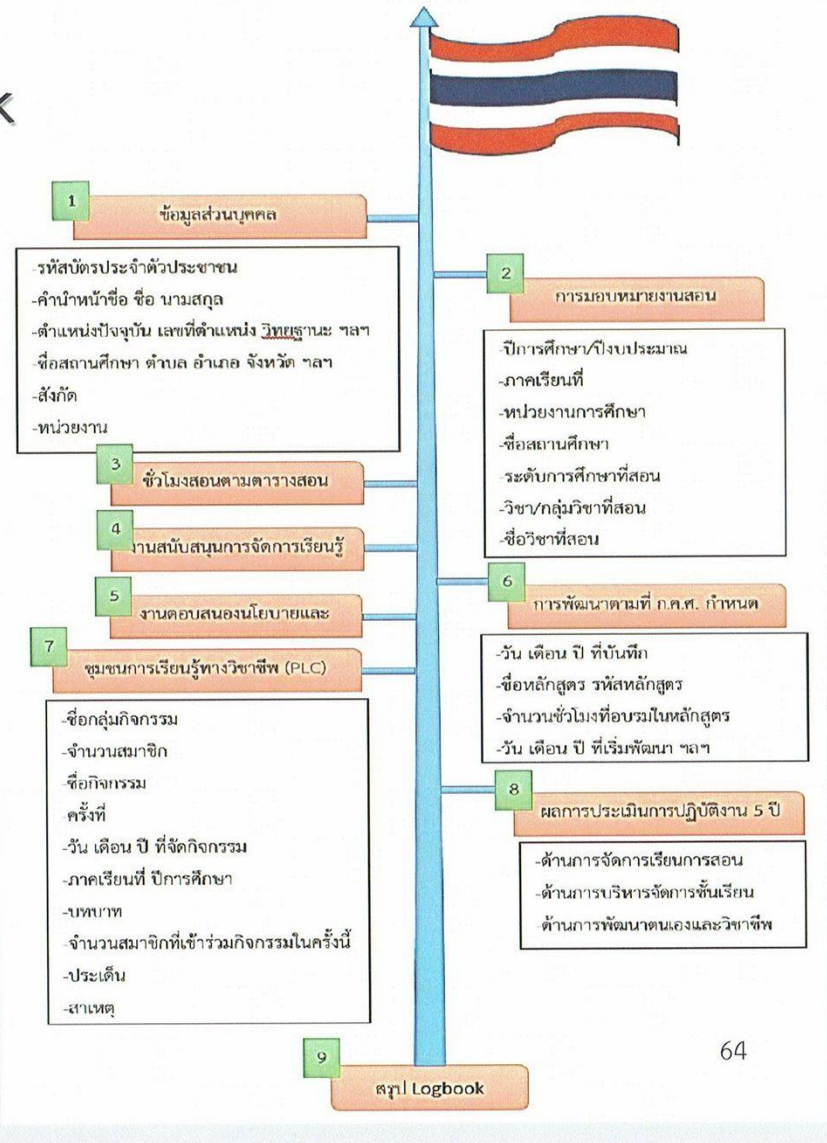 k
1
ข้อมูลส่วนบุคคล
-รหัสบัตรประจำตัวประชาชน
-คำนำหน้าชื่อ ชื่อ นามสกุล
-ตำแหน่งปัจจุบัน เลขที่ตำแหน่ง วิทยฐานะ ฯลฯ
-ชื่อสถานศึกษา ตำบล อำเภอ จังหวัด ฯลฯ
-สังกัด
-หน่วยงาน
2
การมอบหมายงานสอน
-ปีการศึกษา/ปีงบประมาณ
-ภาคเรียนที่
-หน่วยงานการศึกษา
-ชื่อสถานศึกษา
-ระดับการศึกษาที่สอน
-วิชา/กลุ่มวิชาที่สอน
-ชื่อวิชาที่สอน
3
ชั่วโมงสอนตามตารางสอน
4
งานสนับสนุนการจัดการเรียนรู้
5
งานตอบสนองนโยบายและ
6
การพัฒนาตามที่ ก.ค.ศ. กำหนด
-วัน เดือน ปี ที่บันทึก
-ชื่อหลักสูตร รหัสหลักสูตร
-จำนวนชั่วโมงที่อบรมในหลักสูตร
-วัน เดือน ปี ที่เริ่มพัฒนา ฯลฯ
7
ชุมชนการเรียนรู้ทางวิชาชีพ (PLC)
-ชื่อกลุ่มกิจกรรม
-จำนวนสมาชิก
-ชื่อกิจกรรม
-ครั้งที่
-วัน เดือน ปี ที่จัดกิจกรรม
-ภาคเรียนที่ ปีการศึกษา
-บทบาท
-จำนวนสมาชิกที่เข้าร่วมกิจกรรมในครั้งนี้
-ประเด็น
-สาเหตุ
8
ผลการประเมินการปฏิบัติงาน 5 ปี
-ด้านการจัดการเรียนการสอน
-ด้านการบริหารจัดการชั้นเรียน
-ด้านการพัฒนาตนเองและวิชาชีพ
9
สรุป Logbook
64